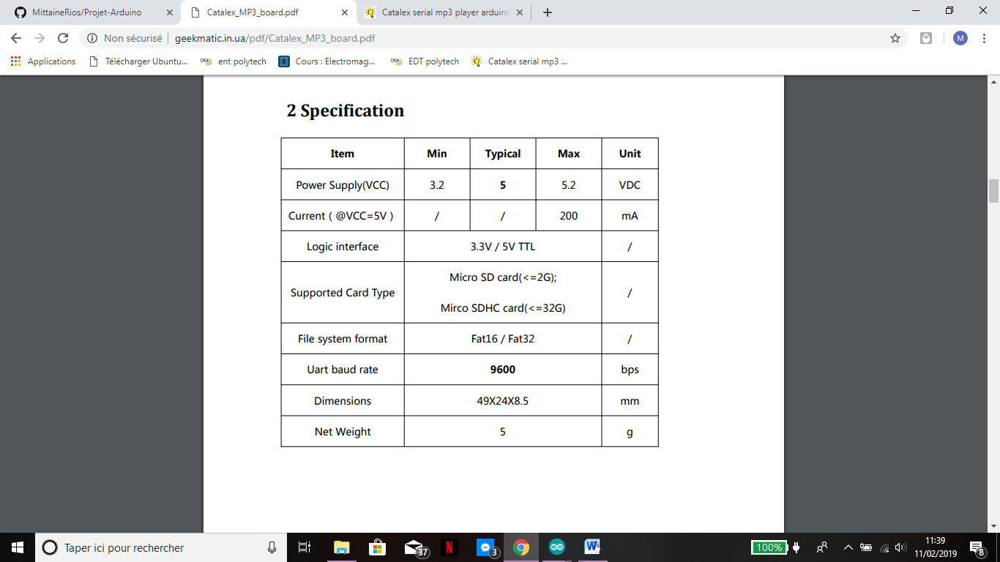 MittaineRios/Projet-Arduino
Catalex_MP3_board.pdf
Catalex serial mp3 player arduino
Non sécurisé
geekmatic.in.ua/pdf/Catalex_MP3_board.pdf
M
Applications
Télécharger Ubuntu...
DSI
ent polytech
Cours : Electromag...
DSI
EDT polytech
Catalex serial mp3 ...
2 Specification
Item Min Typical Max Unit
Power Supply(VCC) 3.2 5 5.2 VDC
Current ( @VCC=5V ) / / 200 mA
Logic interface 3.3V / 5V TTL /
Supported Card Type Micro SD card(<=2G); /
Mirco SDHC card(<=32G)
File system format Fat16 / Fat32 /
Uart baud rate 9600 bps
Dimensions 49X24X8.5 mm
Net Weight 5 g
Taper ici pour rechercher
37
N
3
W
100%
11:39
11/02/2019
8